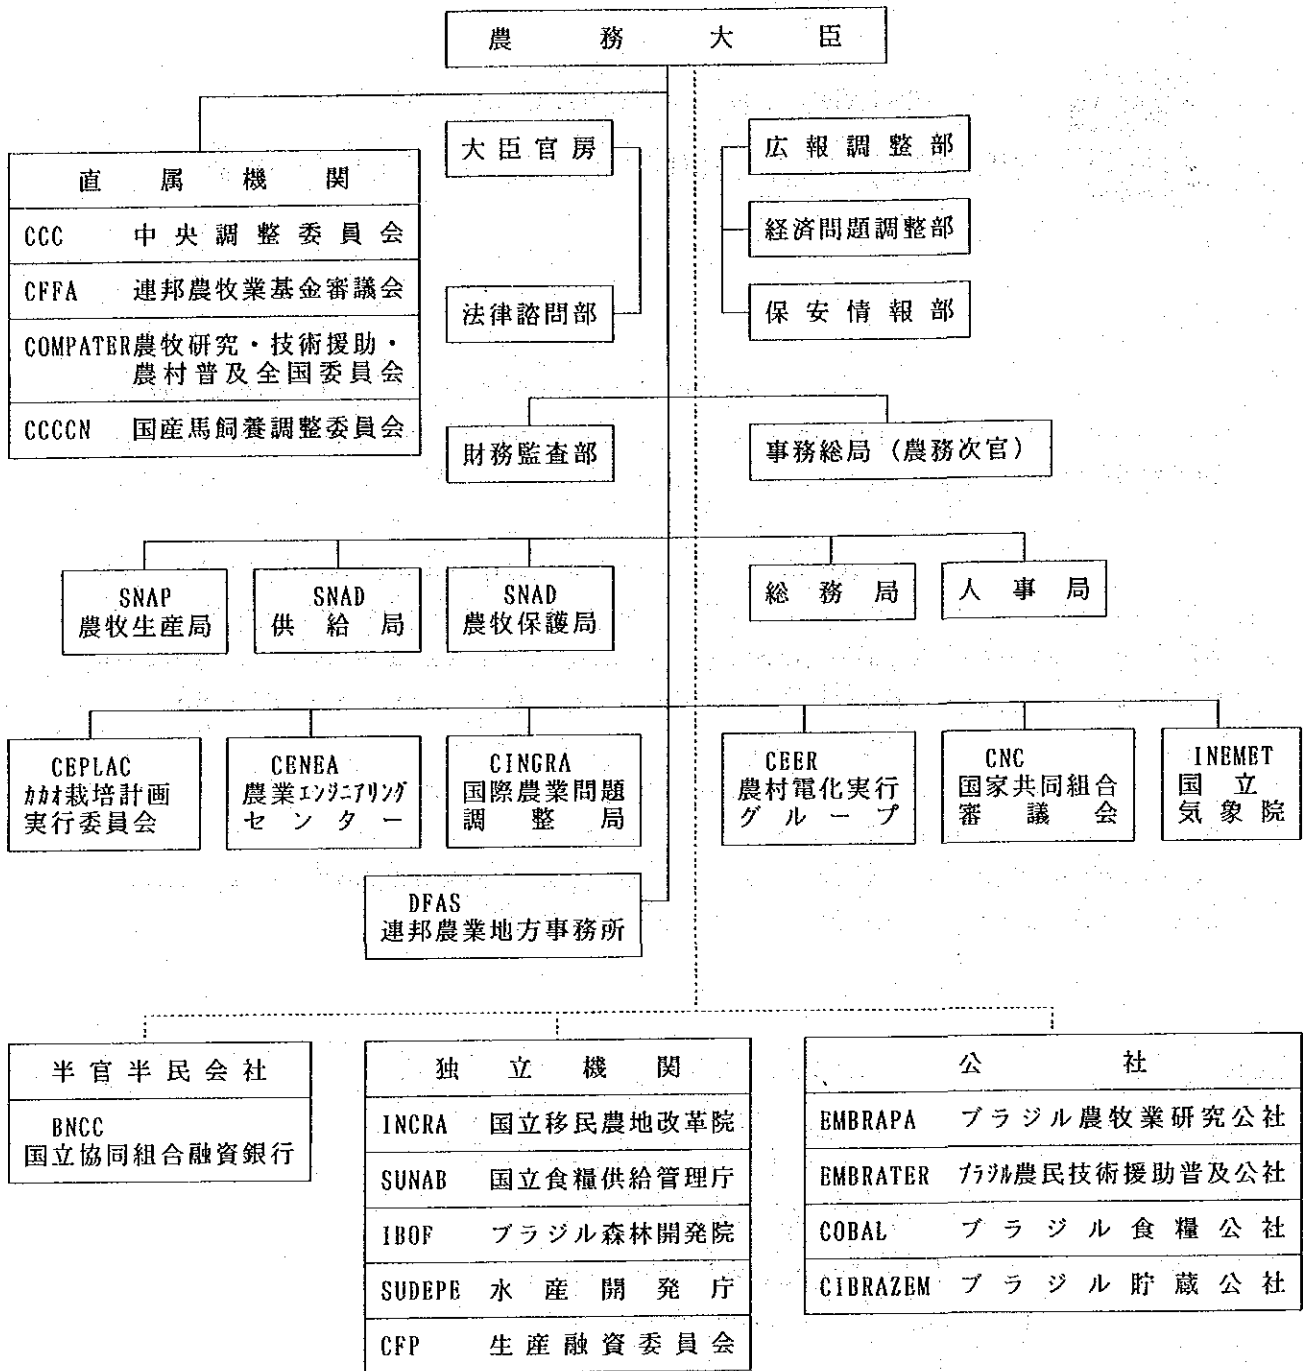 農務大臣
大臣官房
広報調整部
直属機関
CCC 中央調整委員会
経済問題調整部
CFFA 連邦農牧業基金審議会
法律諮問部
保安情報部
COMPATER農牧研究・技術援助・
農村普及全国委員会
CCCCN 国産馬飼養調整委員会
財務監査部
事務総局（農務次官）
SNAP
農牧生産局
SNAD
供給局
SNAD
農牧保護局
総務局
人事局
CEPLAC
カカオ栽培計画
実行委員会
CENEA
農業エンジニアリング
センター
CINGRA
国際農業問題
調整局
CEER
農村電化実行
グループ
CNC
国家共同組合
審議会
INEMET
国立
気象院
DFAS
連邦農業地方事務所
半官半民会社
BNCC
国立協同組合融資銀行
独立機関
INCRA 国立移民農地改革院
SUNAB 国立食糧供給管理庁
IBOF ブラジル森林開発院
SUDEPE 水産開発庁
CFP 生産融資委員会
公社
EMBRAPA ブラジル農牧業研究公社
EMBRATER ブラジル農民技術援助普及公社
COBAL ブラジル食糧公社
CIBRAZEM ブラジル貯蔵公社